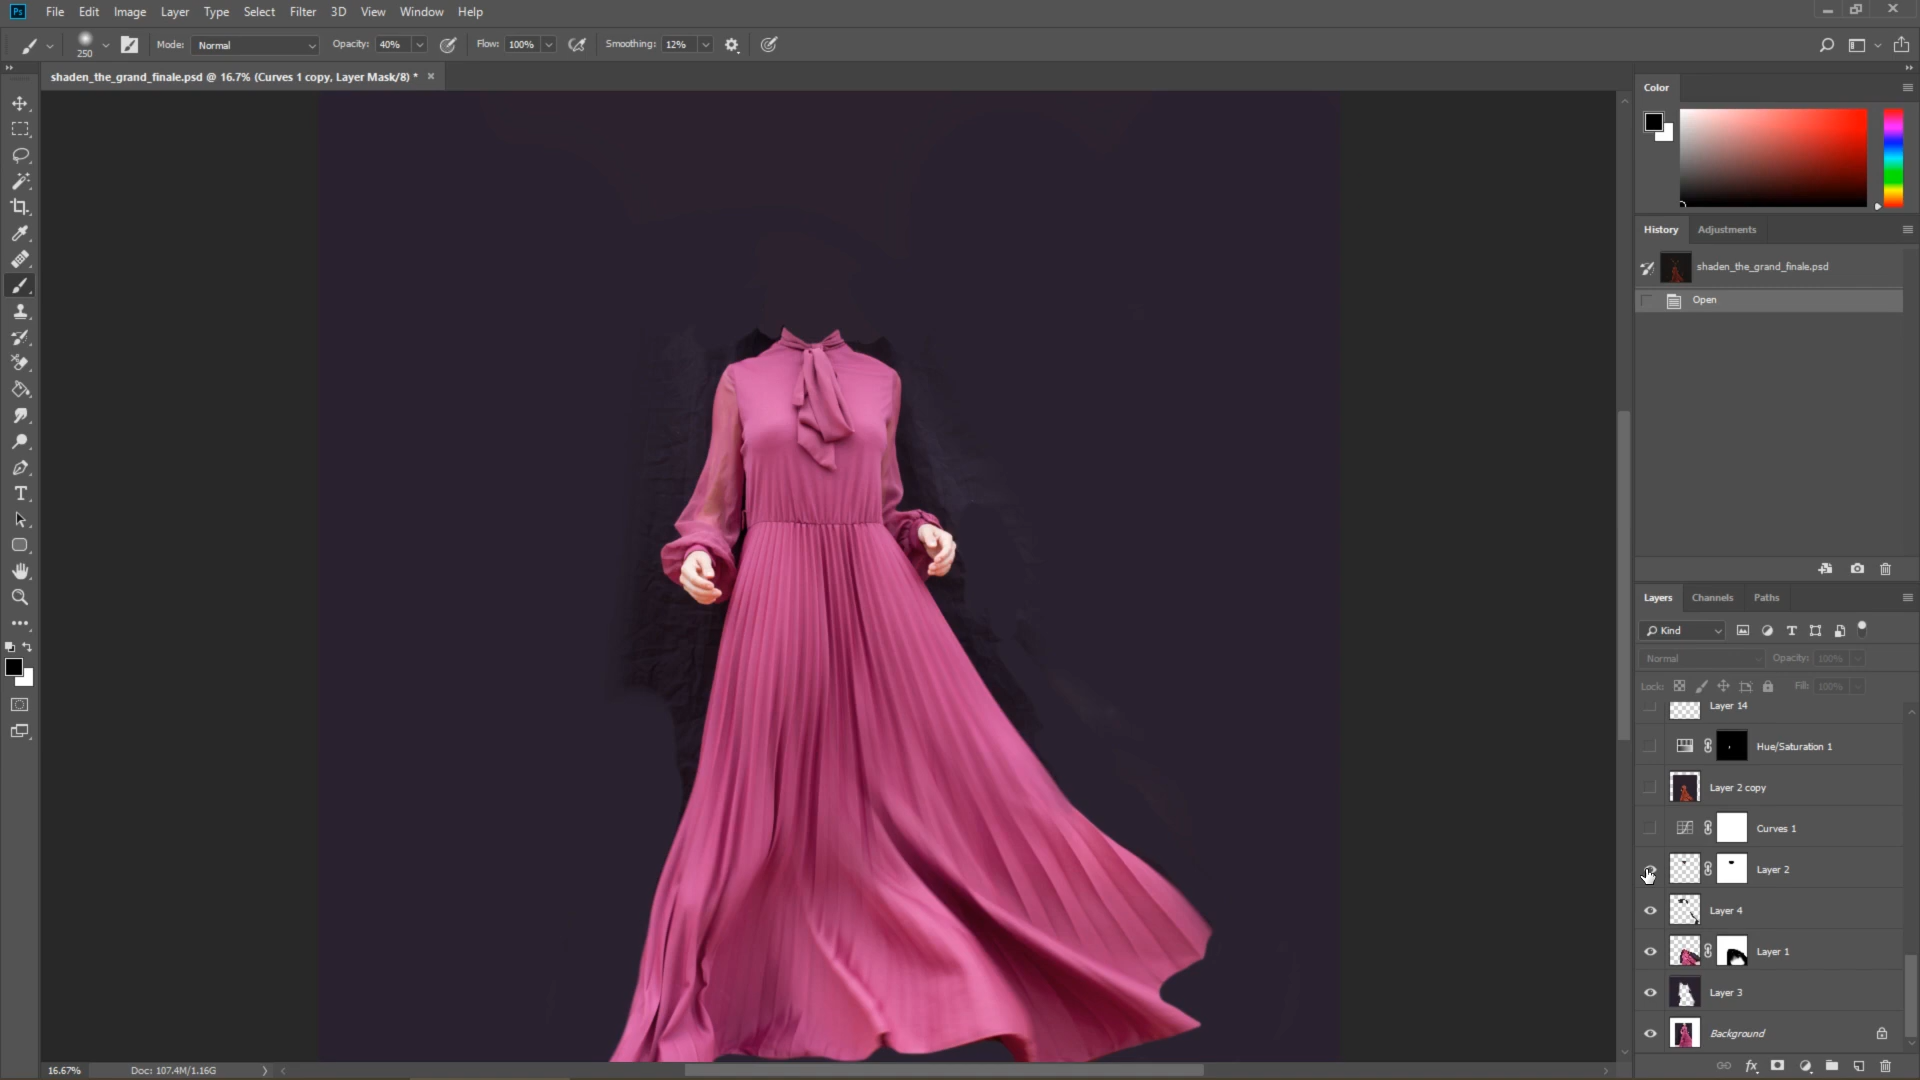 Ps File Edit Image Layer Type Select Filter 3D View Window Help
250 Mode: Normal Opacity: 40% Flow: 100% Smoothing: 12%
shaden_the_grand_finale.psd @ 16.7% (Curves 1 copy, Layer Mask/8) *
Color
History Adjustments
shaden_the_grand_finale.psd
Open
Layers Channels Paths
Kind
Normal Opacity: 100%
Lock: Fill: 100%
Layer 14
Hue/Saturation 1
Layer 2 copy
Curves 1
Layer 2
Layer 4
Layer 1
Layer 3
Background
16.67% Doc: 107.4M/1.16G